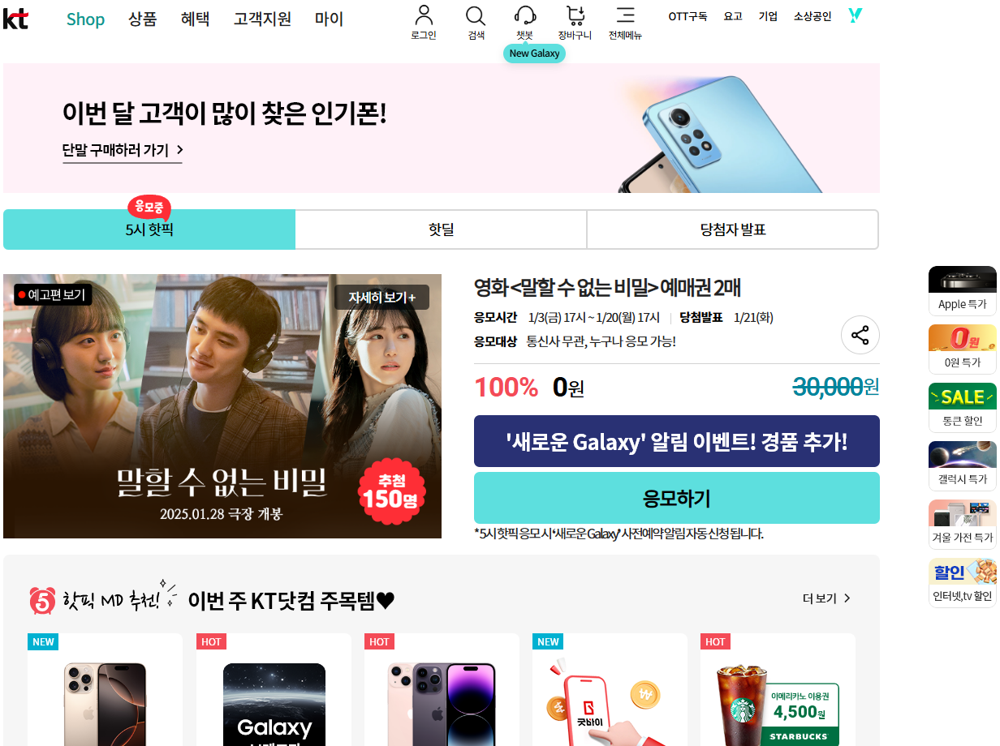 kt
Shop 상품 혜택 고객지원 마이
로그인 검색 챗봇 장바구니 전체메뉴
OTT구독 요고 기업 소상공인
New Galaxy
이번 달 고객이 많이 찾은 인기폰!
단말 구매하러 가기
응모중
5시 핫픽 핫딜 당첨자 발표
예고편 보기 자세히 보기 +
말할 수 없는 비밀
2025.01.28 극장 개봉
추첨
150명
영화 <말할 수 없는 비밀> 예매권 2매
응모시간 1/3(금) 17시 ~ 1/20(월) 17시 당첨발표 1/21(화)
응모대상 통신사 무관, 누구나 응모 가능!
100% 0원 30,000원
'새로운 Galaxy' 알림 이벤트! 경품 추가!
응모하기
*5시 핫픽 응모 시 '새로운 Galaxy' 사전예약 알림 자동 신청 됩니다.
Apple 특가
0원
0원 특가
SALE
통큰 할인
갤럭시 특가
겨울 가전 특가
할인
인터넷,tv 할인
5 핫픽 MD 추천! 이번 주 KT닷컴 주목템♥
더 보기
NEW HOT HOT NEW HOT
Galaxy
굿바이
아메리카노 이용권
4,500원
STARBUCKS